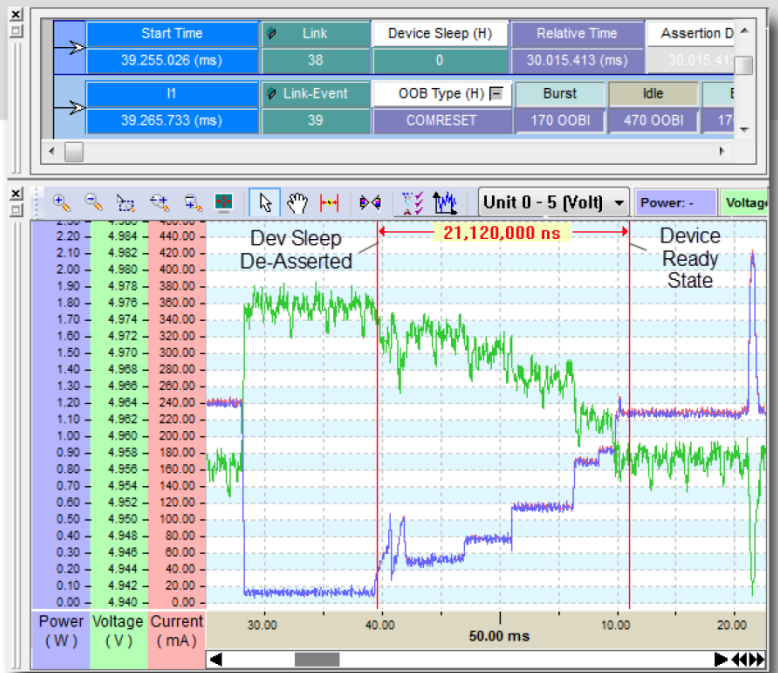 Start Time Link Device Sleep (H) Relative Time Assertion D
39.255.026 (ms) 38 0 30.015.413 (ms) 30.015.41
I1 Link-Event OOB Type (H) Burst Idle
39.265.733 (ms) 39 COMRESET 170 OOBI 470 OOBI 17
Unit 0 - 5 (Volt) Power: - Voltag
2.20 4.984 440.00
2.10 4.982 420.00
2.00 4.980 400.00
1.90 4.978 380.00
1.80 4.976 360.00
1.70 4.974 340.00
1.60 4.972 320.00
1.50 4.970 300.00
1.40 4.968 280.00
1.30 4.966 260.00
1.20 4.964 240.00
1.10 4.962 220.00
1.00 4.960 200.00
0.90 4.958 180.00
0.80 4.956 160.00
0.70 4.954 140.00
0.60 4.952 120.00
0.50 4.950 100.00
0.40 4.948 80.00
0.30 4.946 60.00
0.20 4.944 40.00
0.10 4.942 20.00
0.00 4.940 0.00
Dev Sleep
De-Asserted
21,120,000 ns
Device
Ready
State
Power Voltage Current
(W) (V) (mA)
30.00 40.00 10.00 20.00
50.00 ms